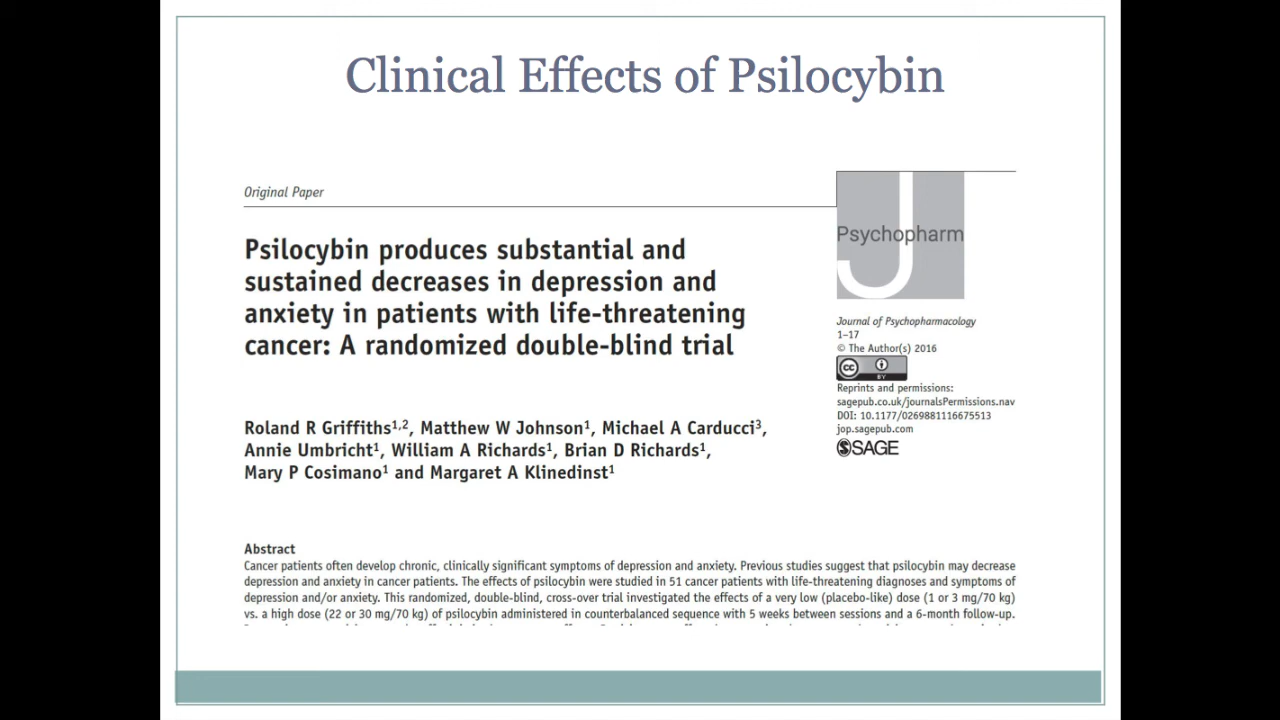 Clinical Effects of Psilocybin
Original Paper
Psilocybin produces substantial and
sustained decreases in depression and
anxiety in patients with life-threatening
cancer: A randomized double-blind trial
Psychopharm
J
Journal of Psychopharmacology
1–17
© The Author(s) 2016
cc
BY
Reprints and permissions:
sagepub.co.uk/journalsPermissions.nav
DOI: 10.1177/0269881116675513
jop.sagepub.com
SAGE
Roland R Griffiths1,2, Matthew W Johnson1, Michael A Carducci3,
Annie Umbricht1, William A Richards1, Brian D Richards1,
Mary P Cosimano1 and Margaret A Klinedinst1
Abstract
Cancer patients often develop chronic, clinically significant symptoms of depression and anxiety. Previous studies suggest that psilocybin may decrease
depression and anxiety in cancer patients. The effects of psilocybin were studied in 51 cancer patients with life-threatening diagnoses and symptoms of
depression and/or anxiety. This randomized, double-blind, cross-over trial investigated the effects of a very low (placebo-like) dose (1 or 3 mg/70 kg)
vs. a high dose (22 or 30 mg/70 kg) of psilocybin administered in counterbalanced sequence with 5 weeks between sessions and a 6-month follow-up.